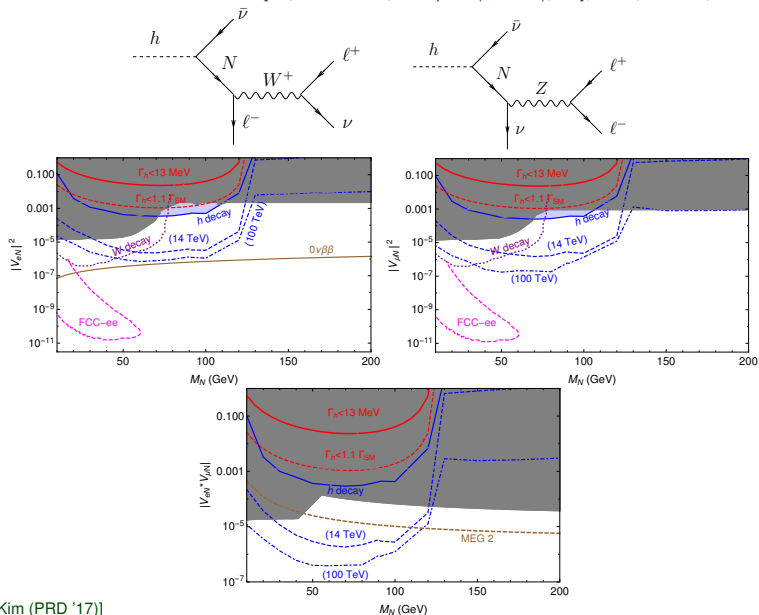 h
ν̄
N
W⁺
ℓ⁺
ℓ⁻
ν
h
ν̄
N
Z
ℓ⁺
ν
ℓ⁻
Γh<13 MeV
Γh<1.1 ΓSM
h decay
(100 TeV)
W decay
(14 TeV)
0νββ
FCC-ee
0.100
0.001
10⁻⁵
10⁻⁷
10⁻⁹
10⁻¹¹
|VeN|²
50 100 150 200
MN (GeV)
Γh<13 MeV
Γh<1.1 ΓSM
h decay
W decay
(14 TeV)
(100 TeV)
FCC-ee
0.100
0.001
10⁻⁵
10⁻⁷
10⁻⁹
10⁻¹¹
|VμN|²
50 100 150 200
MN (GeV)
Γh<13 MeV
Γh<1.1 ΓSM
h decay
MEG 2
(14 TeV)
(100 TeV)
0.100
0.001
10⁻⁵
10⁻⁷
|VeN*VμN|
50 100 150 200
MN (GeV)
Kim (PRD '17)]